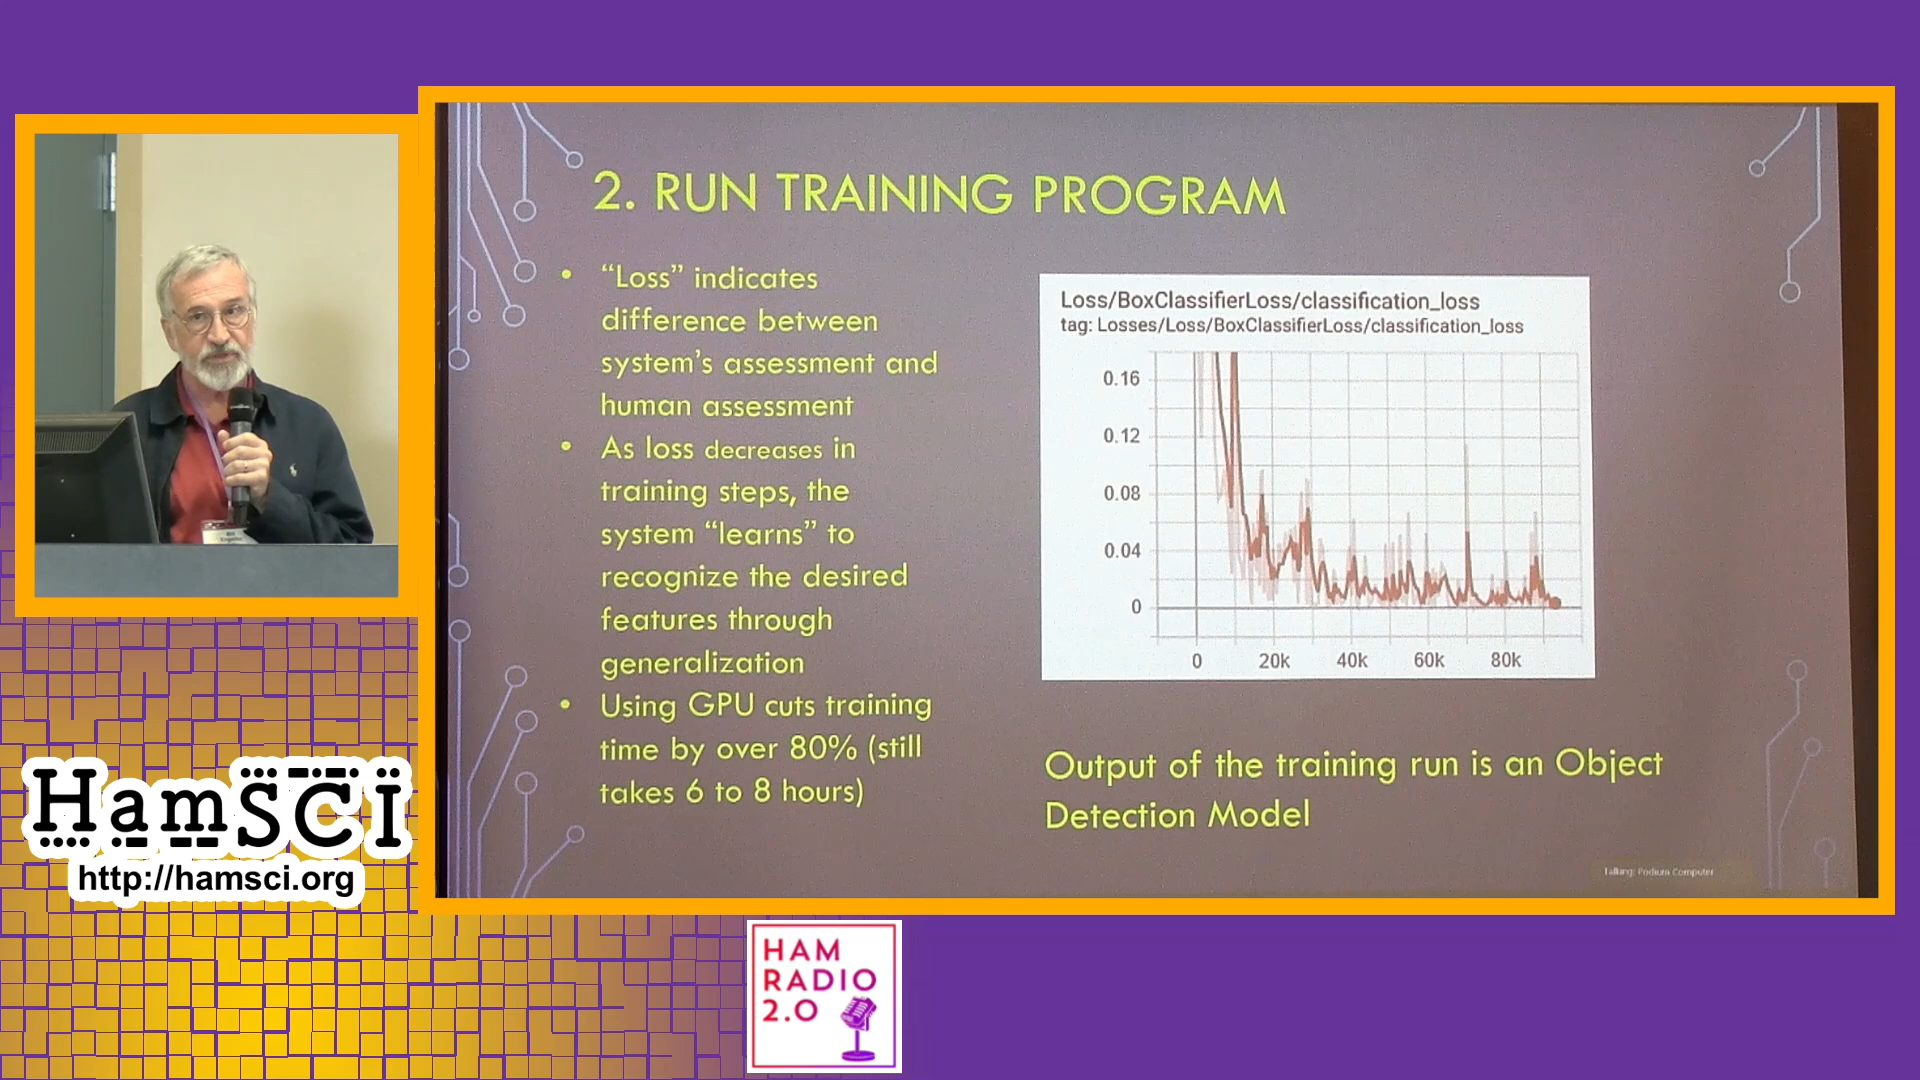 2. RUN TRAINING PROGRAM
• “Loss” indicates
difference between
system’s assessment and
human assessment
• As loss decreases in
training steps, the
system “learns” to
recognize the desired
features through
generalization
• Using GPU cuts training
time by over 80% (still
takes 6 to 8 hours)
Loss/BoxClassifierLoss/classification_loss
tag: Losses/Loss/BoxClassifierLoss/classification_loss
0.16
0.12
0.08
0.04
0
0 20k 40k 60k 80k
Output of the training run is an Object
Detection Model
Talking: Podium Computer
HamSCI
http://hamsci.org
HAM
RADIO
2.0